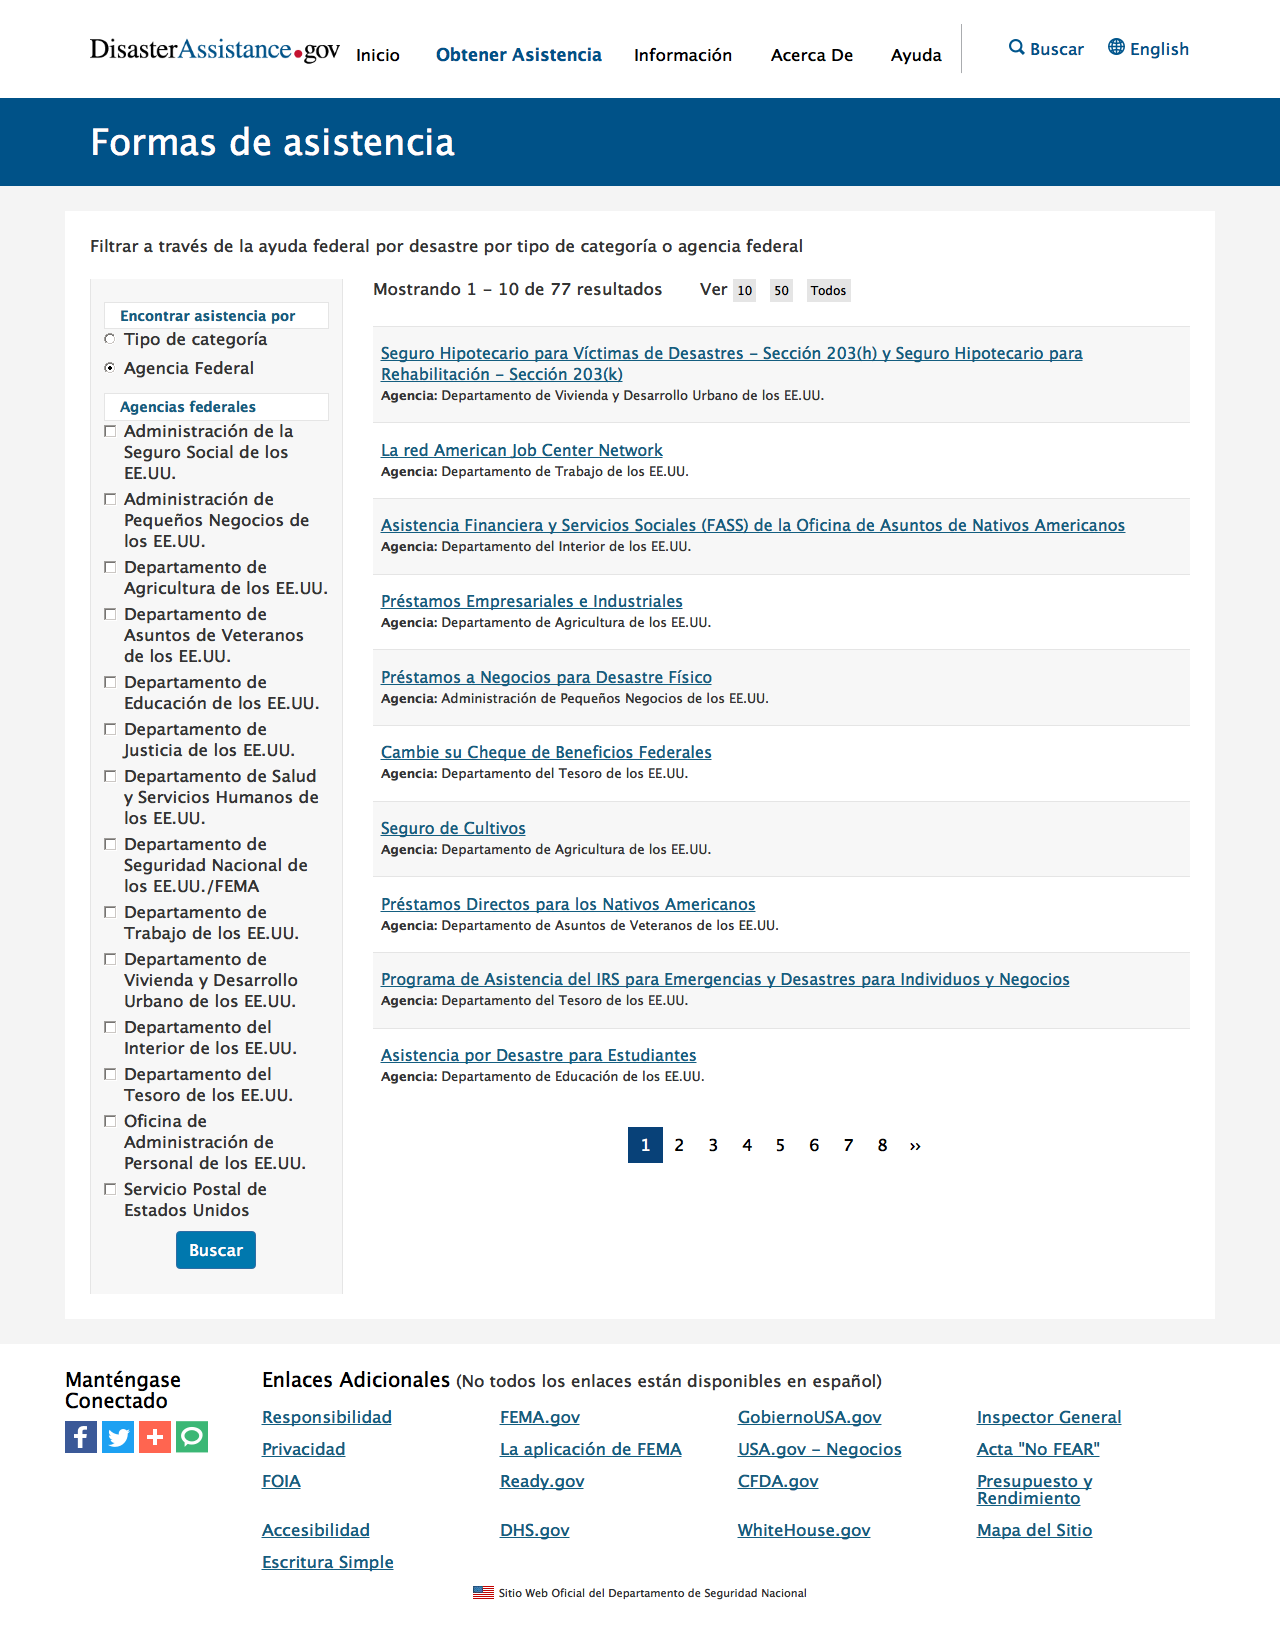 DisasterAssistance.gov
Inicio
Obtener Asistencia
Información
Acerca De
Ayuda
Buscar
English
Formas de asistencia
Filtrar a través de la ayuda federal por desastre por tipo de categoría o agencia federal
Encontrar asistencia por
Tipo de categoría
Agencia Federal
Agencias federales
Administración de la
Seguro Social de los
EE.UU.
Administración de
Pequeños Negocios de
los EE.UU.
Departamento de
Agricultura de los EE.UU.
Departamento de
Asuntos de Veteranos
de los EE.UU.
Departamento de
Educación de los EE.UU.
Departamento de
Justicia de los EE.UU.
Departamento de Salud
y Servicios Humanos de
los EE.UU.
Departamento de
Seguridad Nacional de
los EE.UU./FEMA
Departamento de
Trabajo de los EE.UU.
Departamento de
Vivienda y Desarrollo
Urbano de los EE.UU.
Departamento del
Interior de los EE.UU.
Departamento del
Tesoro de los EE.UU.
Oficina de
Administración de
Personal de los EE.UU.
Servicio Postal de
Estados Unidos
Buscar
Mostrando 1 - 10 de 77 resultados
Ver 10 50 Todos
Seguro Hipotecario para Víctimas de Desastres - Sección 203(h) y Seguro Hipotecario para
Rehabilitación - Sección 203(k)
Agencia: Departamento de Vivienda y Desarrollo Urbano de los EE.UU.
La red American Job Center Network
Agencia: Departamento de Trabajo de los EE.UU.
Asistencia Financiera y Servicios Sociales (FASS) de la Oficina de Asuntos de Nativos Americanos
Agencia: Departamento del Interior de los EE.UU.
Préstamos Empresariales e Industriales
Agencia: Departamento de Agricultura de los EE.UU.
Préstamos a Negocios para Desastre Físico
Agencia: Administración de Pequeños Negocios de los EE.UU.
Cambie su Cheque de Beneficios Federales
Agencia: Departamento del Tesoro de los EE.UU.
Seguro de Cultivos
Agencia: Departamento de Agricultura de los EE.UU.
Préstamos Directos para los Nativos Americanos
Agencia: Departamento de Asuntos de Veteranos de los EE.UU.
Programa de Asistencia del IRS para Emergencias y Desastres para Individuos y Negocios
Agencia: Departamento del Tesoro de los EE.UU.
Asistencia por Desastre para Estudiantes
Agencia: Departamento de Educación de los EE.UU.
1 2 3 4 5 6 7 8 »
Manténgase
Conectado
Enlaces Adicionales (No todos los enlaces están disponibles en español)
Responsibilidad
FEMA.gov
GobiernoUSA.gov
Inspector General
Privacidad
La aplicación de FEMA
USA.gov - Negocios
Acta "No FEAR"
FOIA
Ready.gov
CFDA.gov
Presupuesto y
Rendimiento
Accesibilidad
DHS.gov
WhiteHouse.gov
Mapa del Sitio
Escritura Simple
Sitio Web Oficial del Departamento de Seguridad Nacional